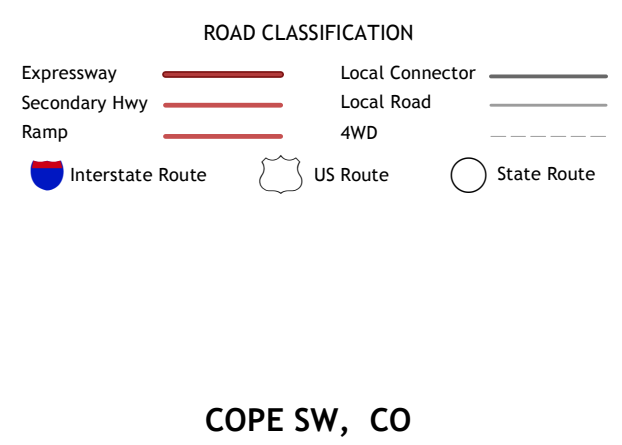 ROAD CLASSIFICATION
Expressway
Local Connector
Secondary Hwy
Local Road
Ramp
4WD
Interstate Route
US Route
State Route
COPE SW, CO